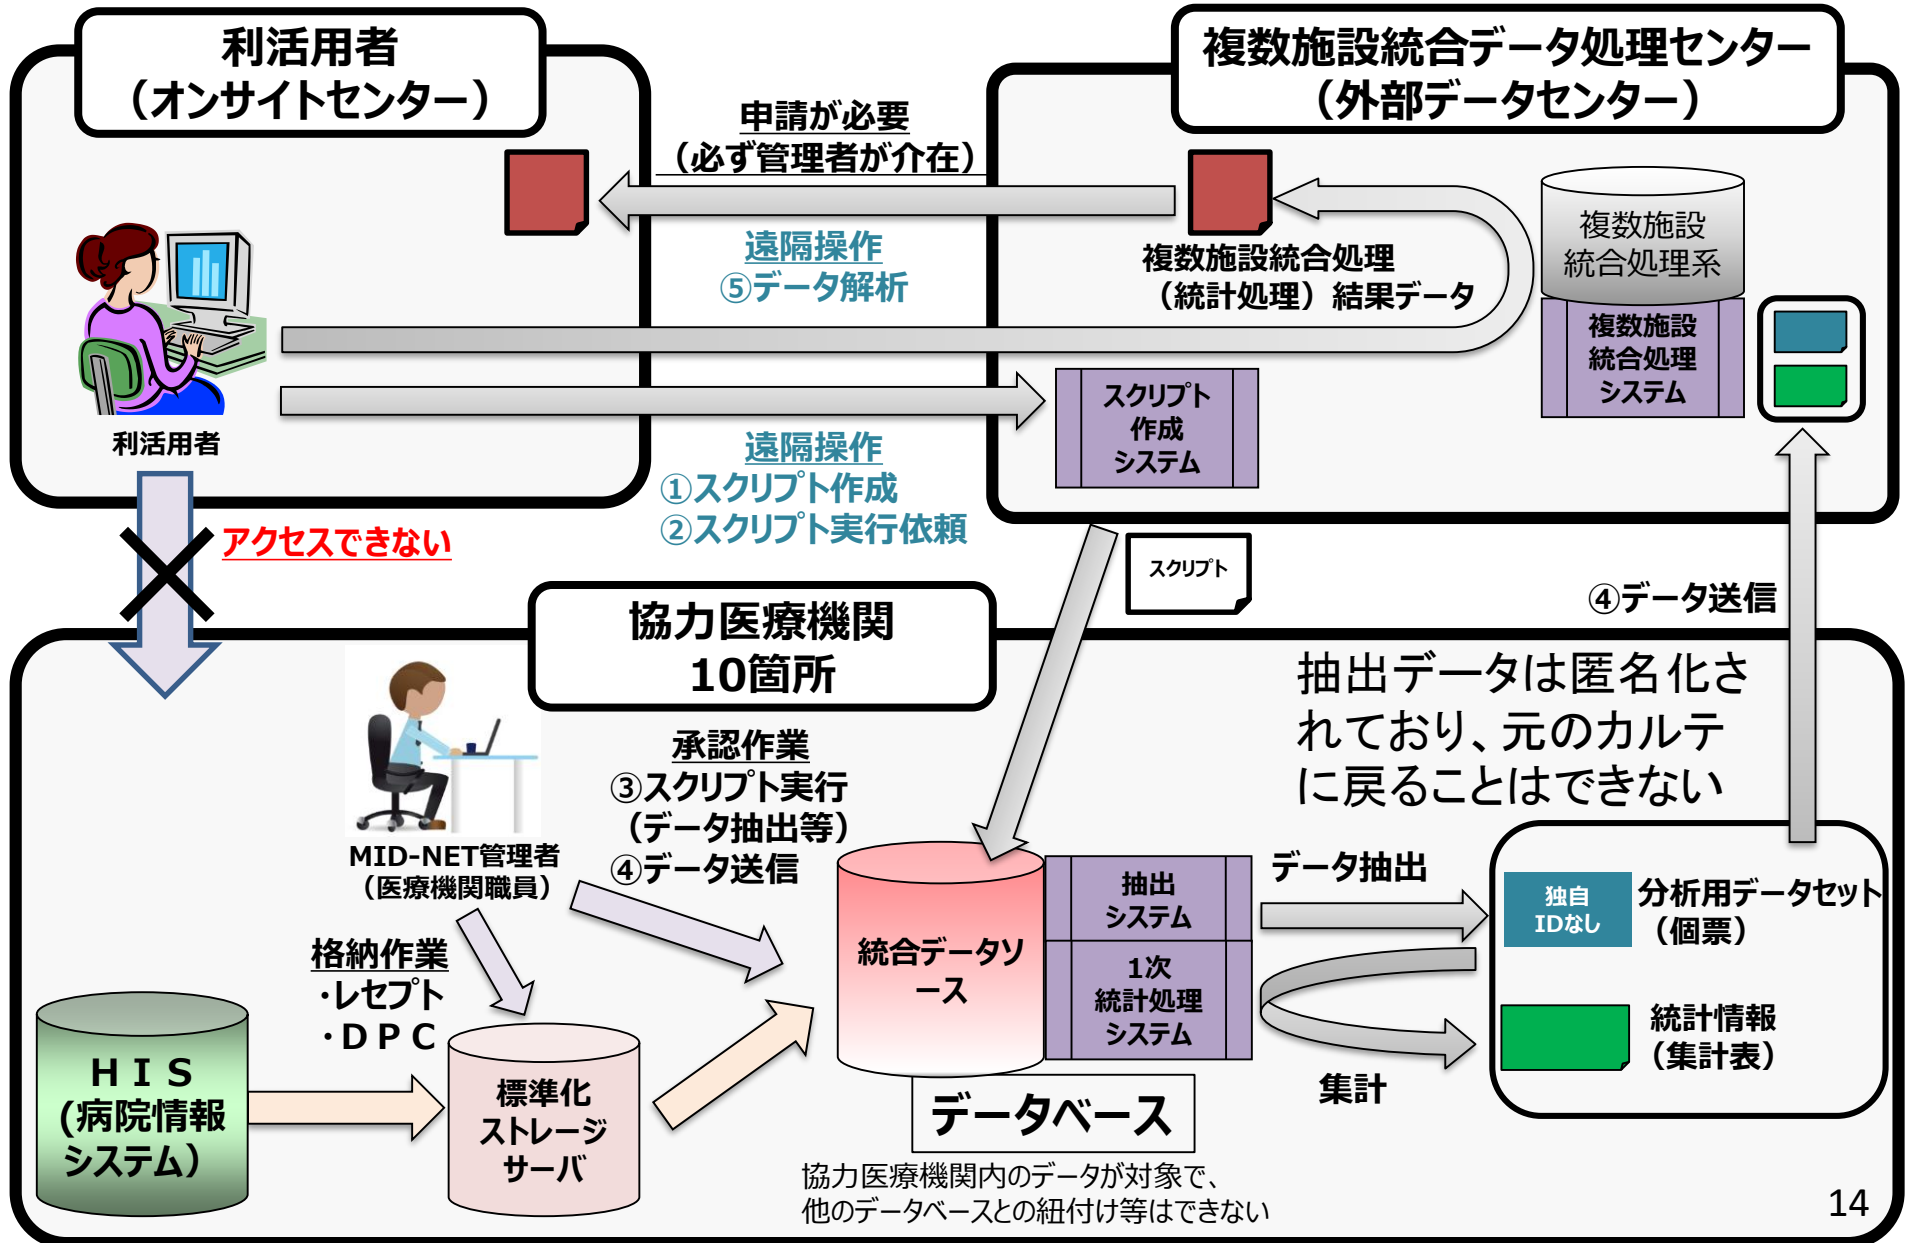 利活用者
（オンサイトセンター）
複数施設統合データ処理センター
（外部データセンター）
申請が必要
（必ず管理者が介在）
遠隔操作
⑤データ解析
複数施設統合処理
（統計処理）結果データ
複数施設
統合処理系
複数施設
統合処理
システム
スクリプト
作成
システム
利活用者
遠隔操作
①スクリプト作成
②スクリプト実行依頼
アクセスできない
スクリプト
④データ送信
協力医療機関
10箇所
抽出データは匿名化さ
れており、元のカルテ
に戻ることはできない
承認作業
③スクリプト実行
（データ抽出等）
④データ送信
MID-NET管理者
（医療機関職員）
格納作業
・レセプト
・ＤＰＣ
ＨＩＳ
(病院情報
システム）
標準化
ストレージ
サーバ
統合データソ
ース
抽出
システム
1次
統計処理
システム
データ抽出
集計
独自
IDなし
分析用データセット
（個票）
統計情報
（集計表）
データベース
協力医療機関内のデータが対象で、
他のデータベースとの紐付け等はできない
14